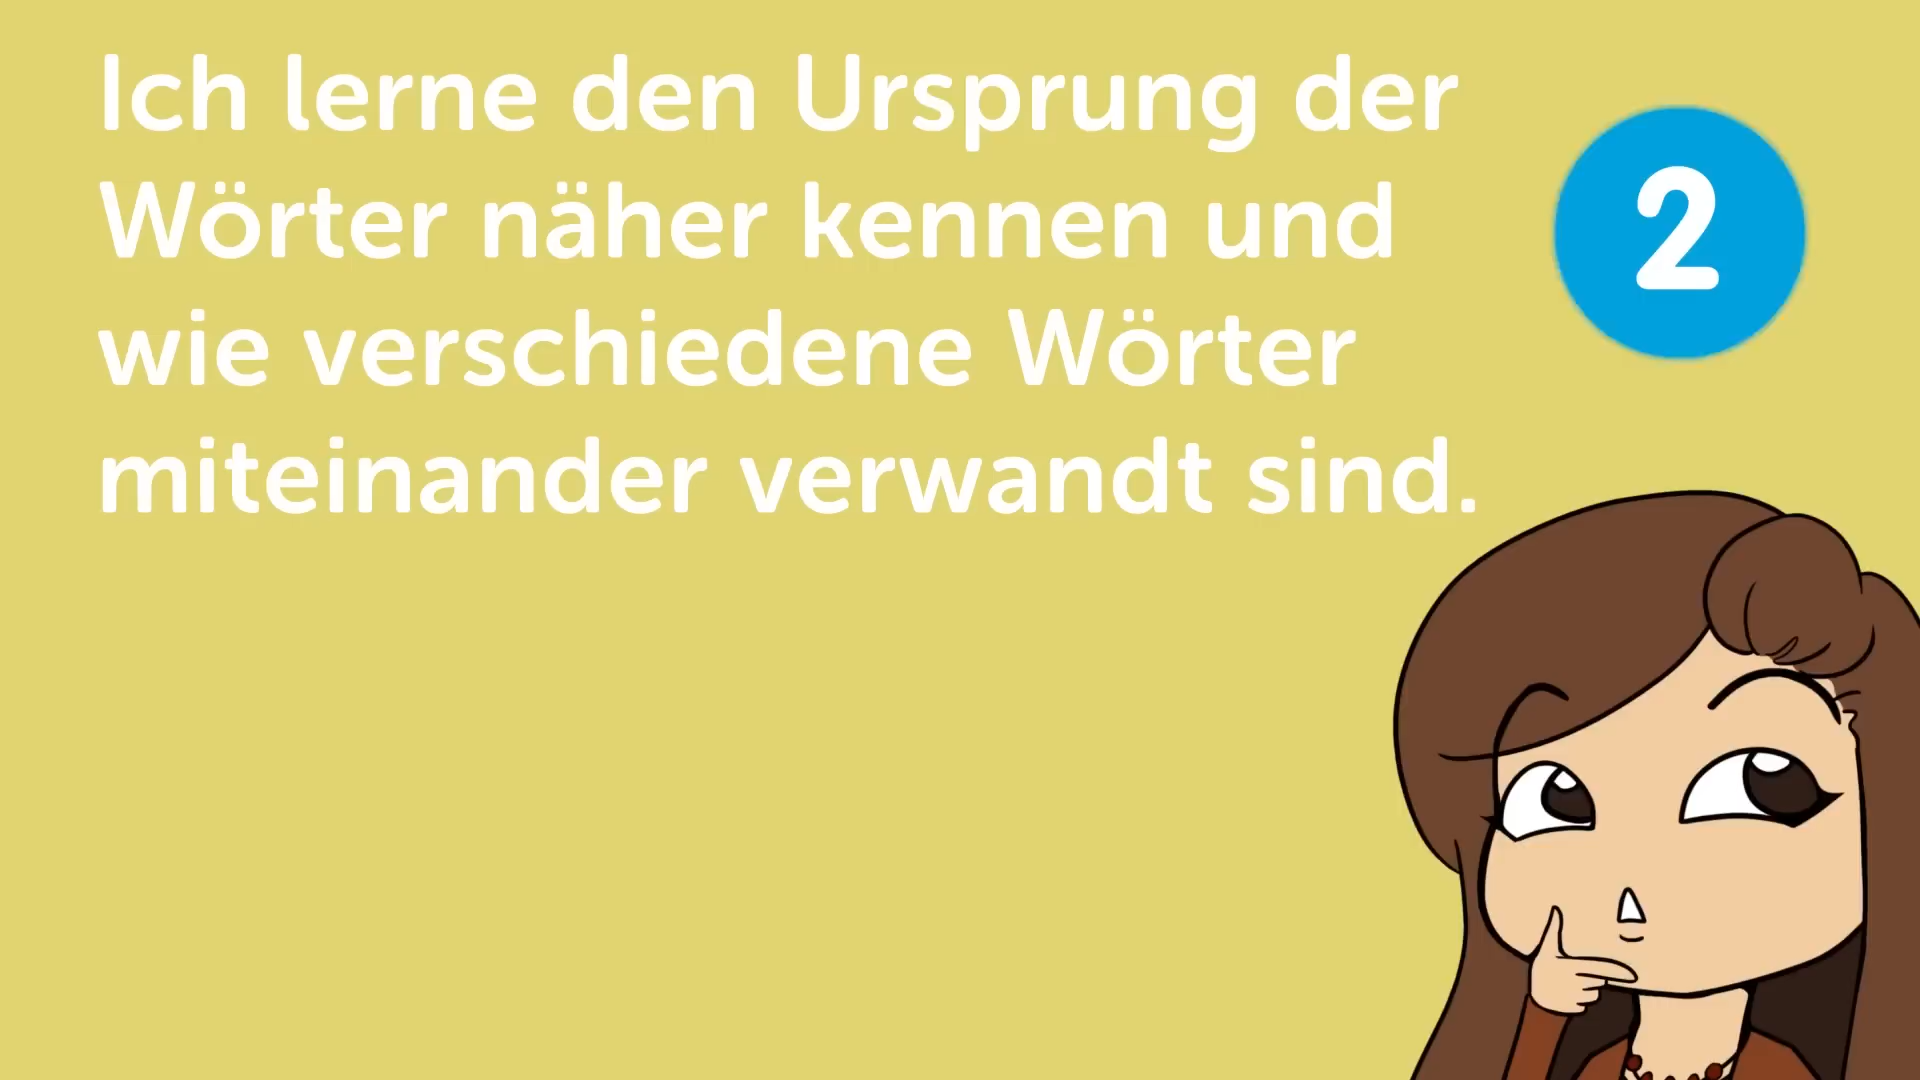 Ich lerne den Ursprung der
Wörter näher kennen und
wie verschiedene Wörter
miteinander verwandt sind.
2